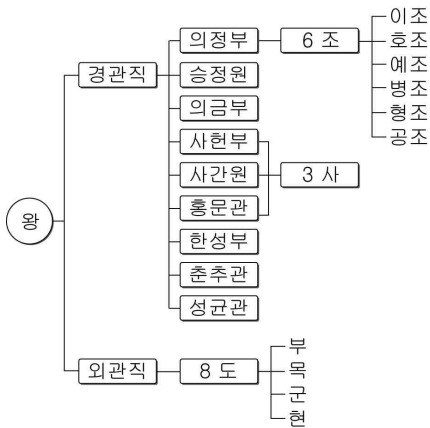 왕
경관직
의정부
6 조
이조
호조
예조
병조
형조
공조
승정원
의금부
사헌부
사간원
홍문관
3 사
한성부
춘추관
성균관
외관직
8 도
부
목
군
현